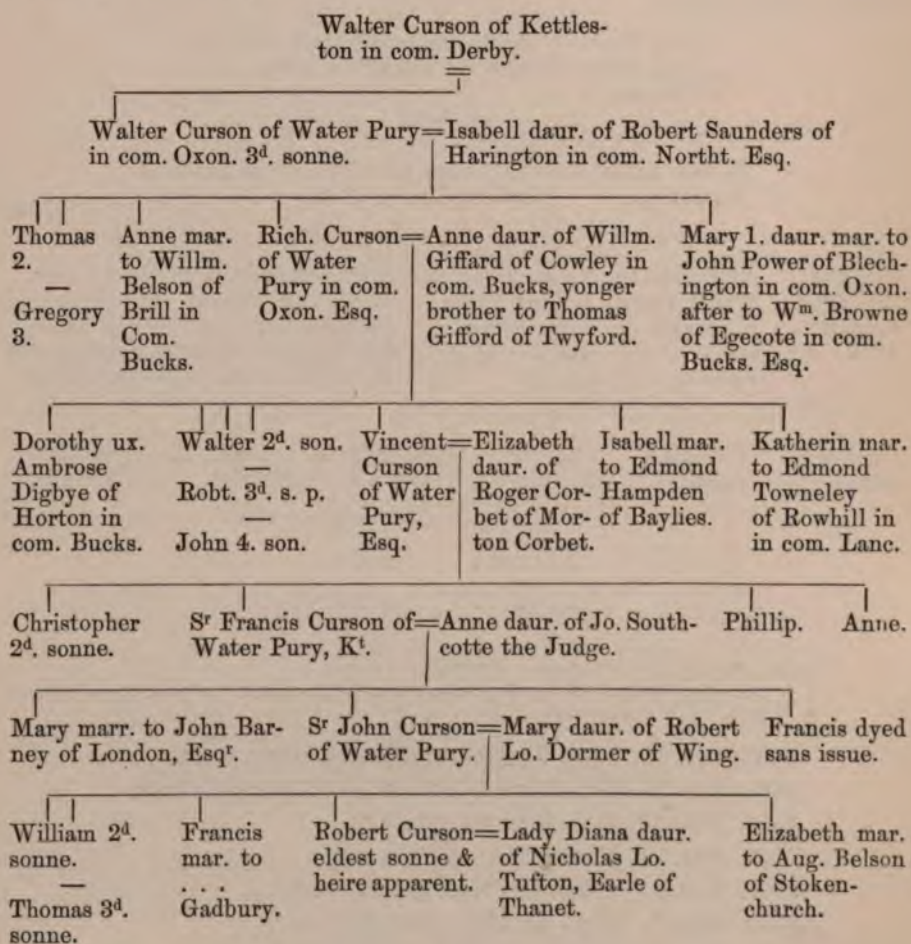 Walter Curson of Kettles-
ton in com. Derby.
Walter Curson of Water Pury=Isabell daur. of Robert Saunders of
in com. Oxon. 3d. sonne.
Harington in com. Northt. Esq.
Thomas
2.
—
Gregory
3.
Anne mar.
to Willm.
Belson of
Brill in
Com.
Bucks.
Rich. Curson=
of Water
Pury in com.
Oxon. Esq.
Anne daur. of Willm.
Giffard of Cowley in
com. Bucks, yonger
brother to Thomas
Gifford of Twyford.
Mary 1. daur. mar. to
John Power of Blech-
ington in com. Oxon.
after to Wm. Browne
of Egecote in com.
Bucks. Esq.
Dorothy ux.
Ambrose
Digbye of
Horton in
com. Bucks.
Walter 2d. son.
—
Robt. 3d. s. p.
—
John 4. son.
Vincent=
Curson
of Water
Pury,
Esq.
Elizabeth
daur. of
Roger Cor-
bet of Mor-
ton Corbet.
Isabell mar.
to Edmond
Hampden
of Baylies.
Katherin mar.
to Edmond
Towneley
of Rowhill in
in com. Lanc.
Christopher
2d. sonne.
Sr Francis Curson of=
Water Pury, Kt.
Anne daur. of Jo. South-
cotte the Judge.
Phillip.
Anne.
Mary marr. to John Bar-
ney of London, Esqr.
Sr John Curson=
of Water Pury.
Mary daur. of Robert
Lo. Dormer of Wing.
Francis dyed
sans issue.
William 2d.
sonne.
—
Thomas 3d.
sonne.
Francis
mar. to
. . .
Gadbury.
Robert Curson=
eldest sonne &
heire apparent.
Lady Diana daur.
of Nicholas Lo.
Tufton, Earle of
Thanet.
Elizabeth mar.
to Aug. Belson
of Stoken-
church.